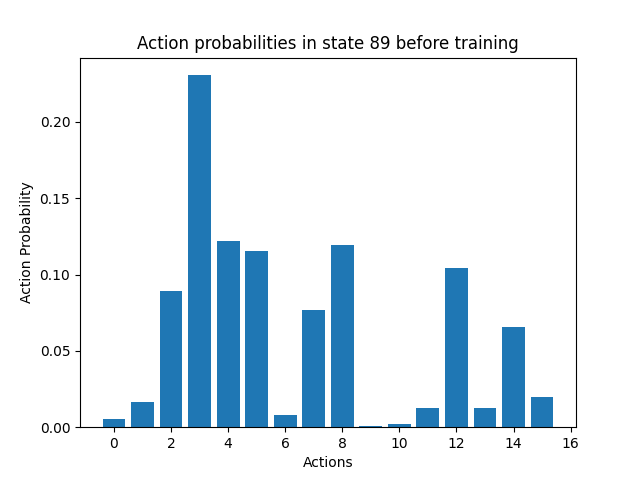 Action probabilities in state 89 before training
Action Probability
0.20
0.15
0.10
0.05
0.00
0 2 4 6 8 10 12 14 16
Actions